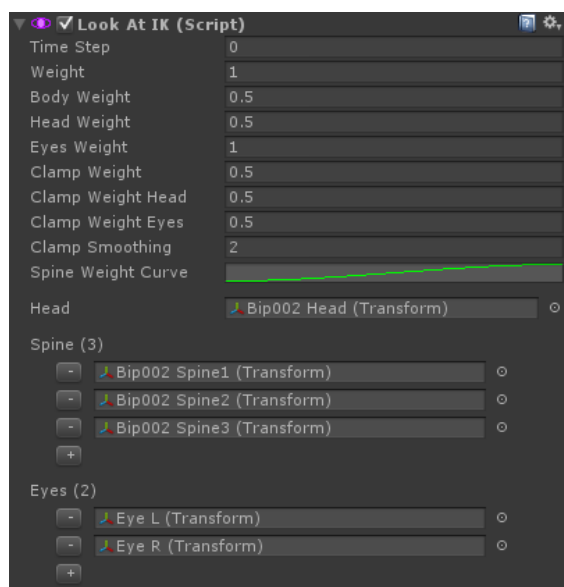 Look At IK (Script)
Time Step 0
Weight 1
Body Weight 0.5
Head Weight 0.5
Eyes Weight 1
Clamp Weight 0.5
Clamp Weight Head 0.5
Clamp Weight Eyes 0.5
Clamp Smoothing 2
Spine Weight Curve
Head Bip002 Head (Transform)
Spine (3)
- Bip002 Spine1 (Transform)
- Bip002 Spine2 (Transform)
- Bip002 Spine3 (Transform)
+
Eyes (2)
- Eye L (Transform)
- Eye R (Transform)
+